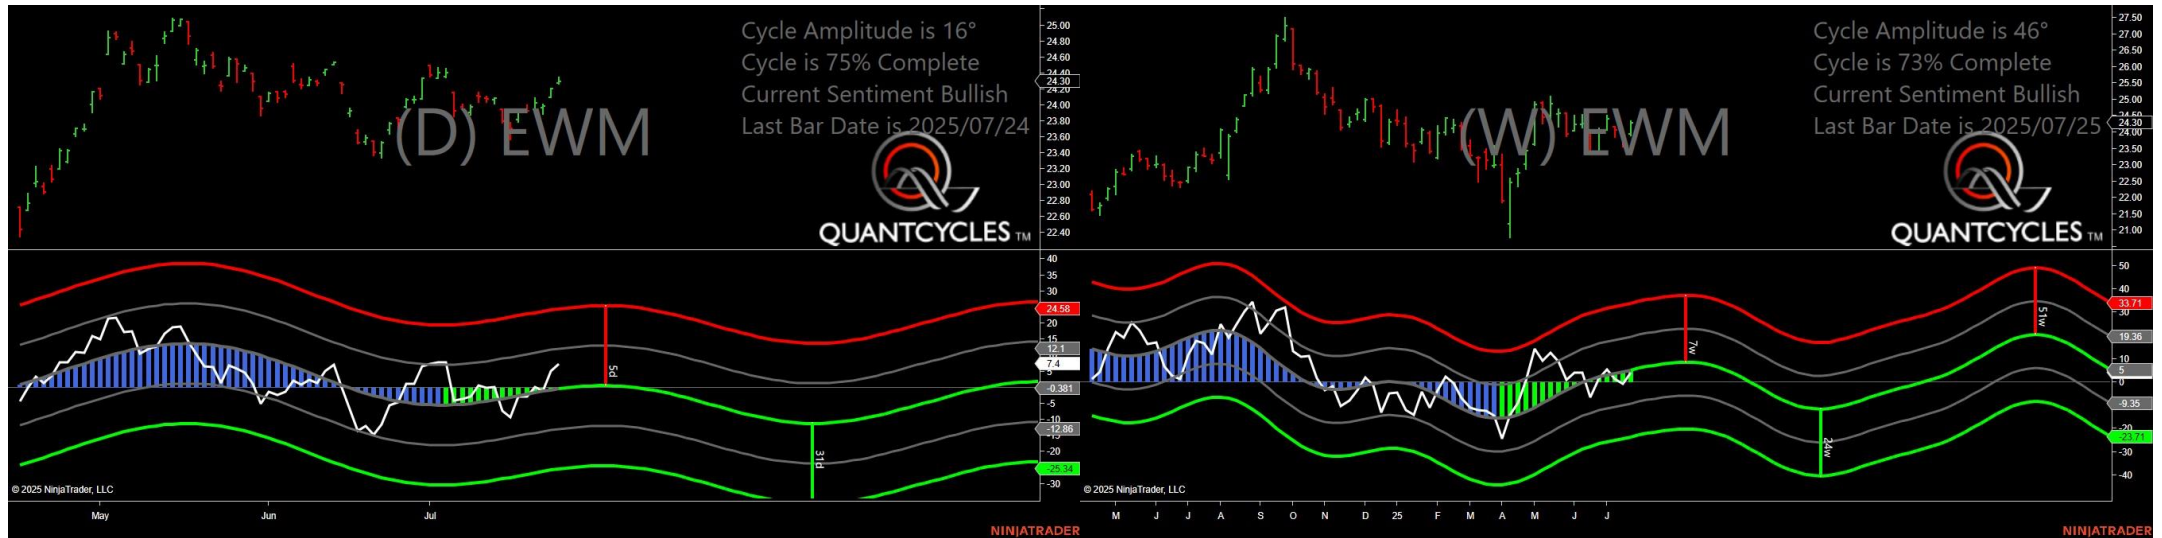 Cycle Amplitude is 16°
Cycle is 75% Complete
Current Sentiment Bullish
Last Bar Date is 2025/07/24
(D) EWM
QUANTCYCLES TM
25.00
24.80
24.60
24.40
24.30
24.20
24.00
23.80
23.60
23.40
23.20
23.00
22.80
22.60
22.40
40
35
30
24.58
20
15
12.1
7.4
5
-0.381
-5
-10
-12.86
-20
-25.34
-30
5d
31d
© 2025 NinjaTrader, LLC
May
Jun
Jul
NINJATRADER
Cycle Amplitude is 46°
Cycle is 73% Complete
Current Sentiment Bullish
Last Bar Date is 2025/07/25
(W) EWM
QUANTCYCLES TM
27.50
27.00
26.50
26.00
25.50
25.00
24.30
24.00
23.50
23.00
22.50
22.00
21.50
21.00
50
40
33.71
30
19.36
10
5
0
-9.35
-20
-23.71
-30
-40
7w
24w
51w
© 2025 NinjaTrader, LLC
M
J
J
A
S
O
N
D
25
F
M
A
M
J
J
NINJATRADER